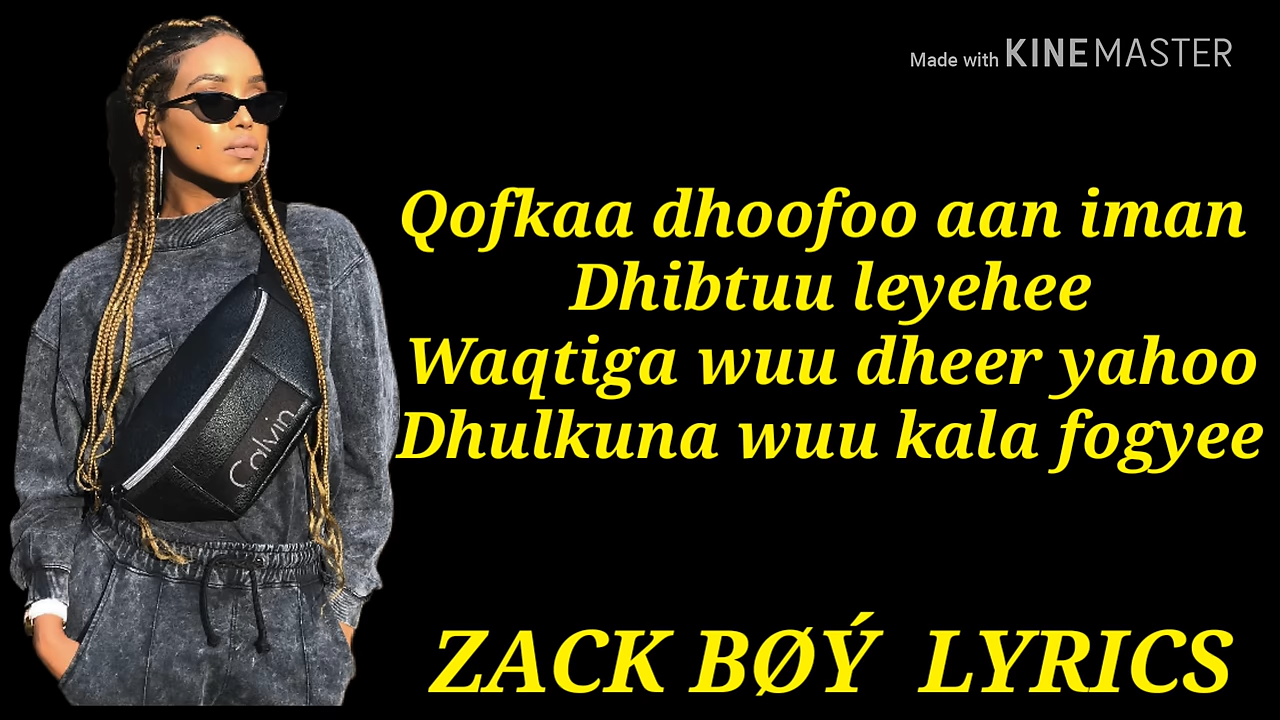 Made with KINEMASTER
Qofkaa dhoofoo aan iman
Dhibtuu leyehee
Waqtiga wuu dheer yahoo
Dhulkuna wuu kala fogyee
Calvin
ZACK BØÝ LYRICS